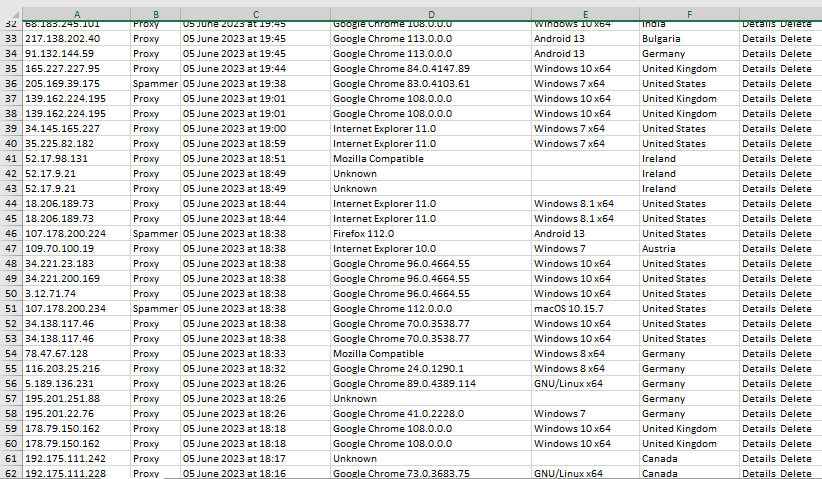 A B C D E F
32 68.183.245.101 Proxy 05 June 2023 at 19:45 Google Chrome 108.0.0.0 Windows 10 x64 India Details Delete
33 217.138.202.40 Proxy 05 June 2023 at 19:45 Google Chrome 113.0.0.0 Android 13 Bulgaria Details Delete
34 91.132.144.59 Proxy 05 June 2023 at 19:45 Google Chrome 113.0.0.0 Android 13 Germany Details Delete
35 165.227.227.95 Proxy 05 June 2023 at 19:44 Google Chrome 84.0.4147.89 Windows 10 x64 United Kingdom Details Delete
36 205.169.39.175 Spammer 05 June 2023 at 19:38 Google Chrome 83.0.4103.61 Windows 7 x64 United States Details Delete
37 139.162.224.195 Proxy 05 June 2023 at 19:01 Google Chrome 108.0.0.0 Windows 10 x64 United Kingdom Details Delete
38 139.162.224.195 Proxy 05 June 2023 at 19:01 Google Chrome 108.0.0.0 Windows 10 x64 United Kingdom Details Delete
39 34.145.165.227 Proxy 05 June 2023 at 19:00 Internet Explorer 11.0 Windows 7 x64 United States Details Delete
40 35.225.82.182 Proxy 05 June 2023 at 18:59 Internet Explorer 11.0 Windows 7 x64 United States Details Delete
41 52.17.98.131 Proxy 05 June 2023 at 18:51 Mozilla Compatible Ireland Details Delete
42 52.17.9.21 Proxy 05 June 2023 at 18:49 Unknown Ireland Details Delete
43 52.17.9.21 Proxy 05 June 2023 at 18:49 Unknown Ireland Details Delete
44 18.206.189.73 Proxy 05 June 2023 at 18:44 Internet Explorer 11.0 Windows 8.1 x64 United States Details Delete
45 18.206.189.73 Proxy 05 June 2023 at 18:44 Internet Explorer 11.0 Windows 8.1 x64 United States Details Delete
46 107.178.200.224 Spammer 05 June 2023 at 18:38 Firefox 112.0 Android 13 United States Details Delete
47 109.70.100.19 Proxy 05 June 2023 at 18:38 Internet Explorer 10.0 Windows 7 Austria Details Delete
48 34.221.23.183 Proxy 05 June 2023 at 18:38 Google Chrome 96.0.4664.55 Windows 10 x64 United States Details Delete
49 34.221.200.169 Proxy 05 June 2023 at 18:38 Google Chrome 96.0.4664.55 Windows 10 x64 United States Details Delete
50 3.12.71.74 Proxy 05 June 2023 at 18:38 Google Chrome 96.0.4664.55 Windows 10 x64 United States Details Delete
51 107.178.200.234 Spammer 05 June 2023 at 18:38 Google Chrome 112.0.0.0 macOS 10.15.7 United States Details Delete
52 34.138.117.46 Proxy 05 June 2023 at 18:38 Google Chrome 70.0.3538.77 Windows 10 x64 United States Details Delete
53 34.138.117.46 Proxy 05 June 2023 at 18:38 Google Chrome 70.0.3538.77 Windows 10 x64 United States Details Delete
54 78.47.67.128 Proxy 05 June 2023 at 18:33 Mozilla Compatible Windows 8 x64 Germany Details Delete
55 116.203.25.216 Proxy 05 June 2023 at 18:32 Google Chrome 24.0.1290.1 Windows 8 x64 Germany Details Delete
56 5.189.136.231 Proxy 05 June 2023 at 18:26 Google Chrome 89.0.4389.114 GNU/Linux x64 Germany Details Delete
57 195.201.251.88 Proxy 05 June 2023 at 18:26 Unknown Germany Details Delete
58 195.201.22.76 Proxy 05 June 2023 at 18:26 Google Chrome 41.0.2228.0 Windows 7 Germany Details Delete
59 178.79.150.162 Proxy 05 June 2023 at 18:18 Google Chrome 108.0.0.0 Windows 10 x64 United Kingdom Details Delete
60 178.79.150.162 Proxy 05 June 2023 at 18:18 Google Chrome 108.0.0.0 Windows 10 x64 United Kingdom Details Delete
61 192.175.111.242 Proxy 05 June 2023 at 18:17 Unknown Canada Details Delete
62 192.175.111.228 Proxy 05 June 2023 at 18:16 Google Chrome 73.0.3683.75 GNU/Linux x64 Canada Details Delete